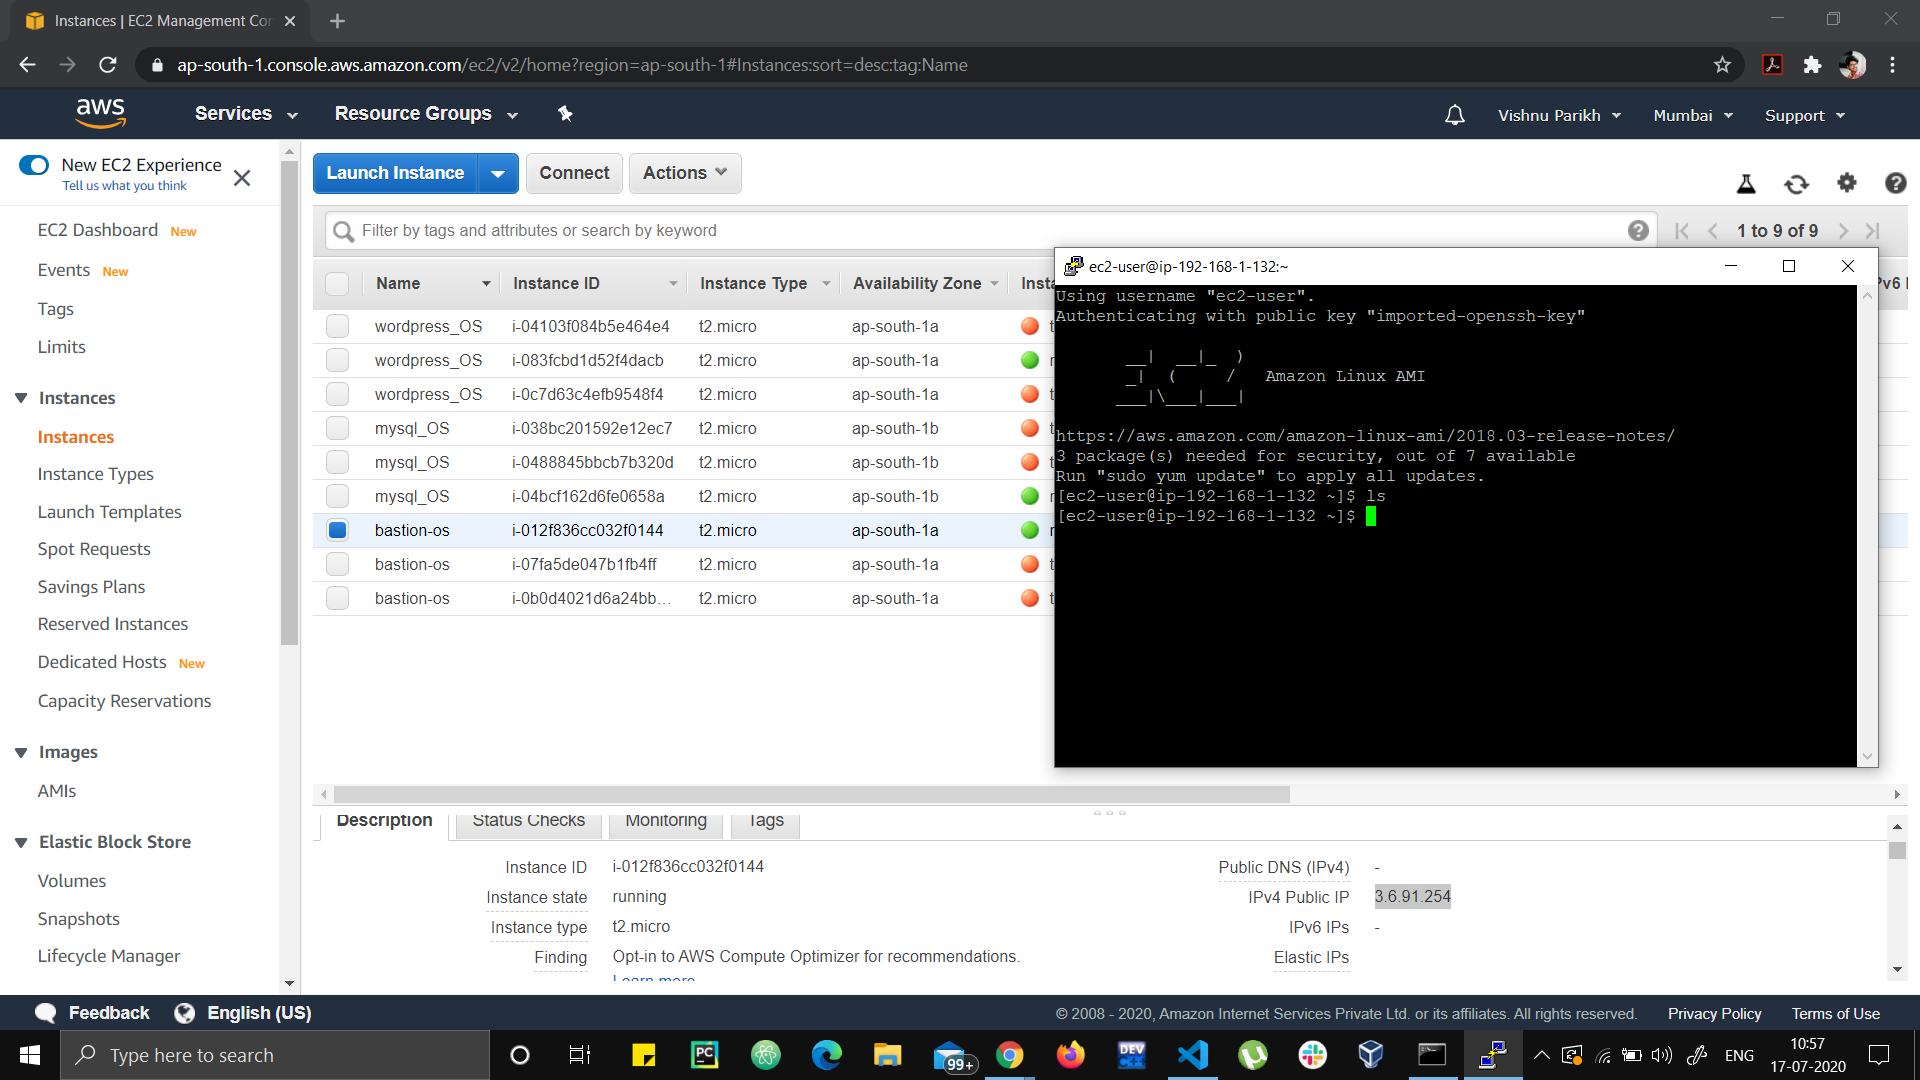 Instances | EC2 Management Con
ap-south-1.console.aws.amazon.com/ec2/v2/home?region=ap-south-1#Instances:sort=desc:tag:Name
aws Services Resource Groups Vishnu Parikh Mumbai Support
New EC2 Experience
Tell us what you think
EC2 Dashboard New
Events New
Tags
Limits
Instances
Instances
Instance Types
Launch Templates
Spot Requests
Savings Plans
Reserved Instances
Dedicated Hosts New
Capacity Reservations
Images
AMIs
Elastic Block Store
Volumes
Snapshots
Lifecycle Manager
Launch Instance Connect Actions
Filter by tags and attributes or search by keyword 1 to 9 of 9
Name Instance ID Instance Type Availability Zone
wordpress_OS i-04103f084b5e464e4 t2.micro ap-south-1a
wordpress_OS i-083fcbd1d52f4dacb t2.micro ap-south-1a
wordpress_OS i-0c7d63c4efb9548f4 t2.micro ap-south-1a
mysql_OS i-038bc201592e12ec7 t2.micro ap-south-1b
mysql_OS i-0488845bbcb7b320d t2.micro ap-south-1b
mysql_OS i-04bcf162d6fe0658a t2.micro ap-south-1b
bastion-os i-012f836cc032f0144 t2.micro ap-south-1a
bastion-os i-07fa5de047b1fb4ff t2.micro ap-south-1a
bastion-os i-0b0d4021d6a24bb... t2.micro ap-south-1a
ec2-user@ip-192-168-1-132:~
Using username "ec2-user".
Authenticating with public key "imported-openssh-key"
__|  __|_  )
_|  (     /   Amazon Linux AMI
___|\___|___|
https://aws.amazon.com/amazon-linux-ami/2018.03-release-notes/
3 package(s) needed for security, out of 7 available
Run "sudo yum update" to apply all updates.
[ec2-user@ip-192-168-1-132 ~]$ ls
[ec2-user@ip-192-168-1-132 ~]$
Description Status Checks Monitoring Tags
Instance ID i-012f836cc032f0144 Public DNS (IPv4) -
Instance state running IPv4 Public IP 3.6.91.254
Instance type t2.micro IPv6 IPs -
Finding Opt-in to AWS Compute Optimizer for recommendations. Elastic IPs
Learn more
Feedback English (US) © 2008 - 2020, Amazon Internet Services Private Ltd. or its affiliates. All rights reserved. Privacy Policy Terms of Use
Type here to search PC 99+ DEV C++ ENG 10:57
17-07-2020